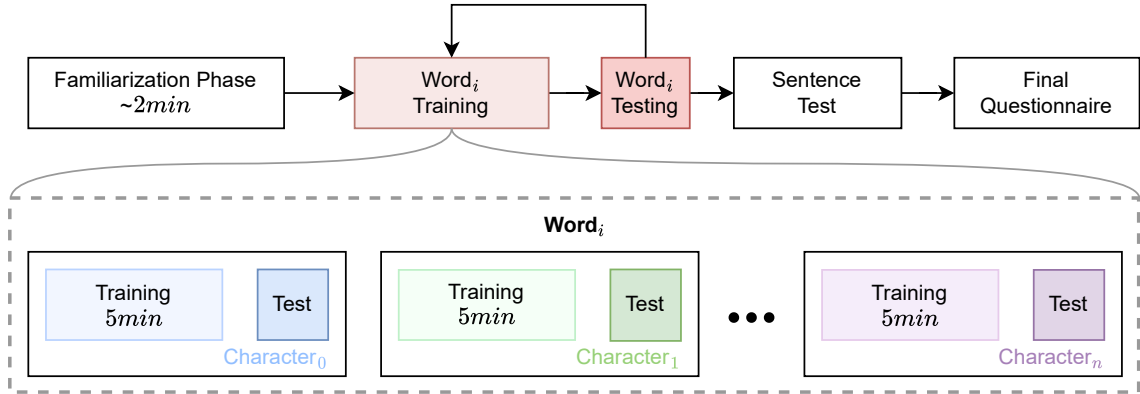 Familiarization Phase
~2min
Word_i
Training
Word_i
Testing
Sentence
Test
Final
Questionnaire
Word_i
Training
5min
Test
Character_0
Training
5min
Test
Character_1
Training
5min
Test
Character_n